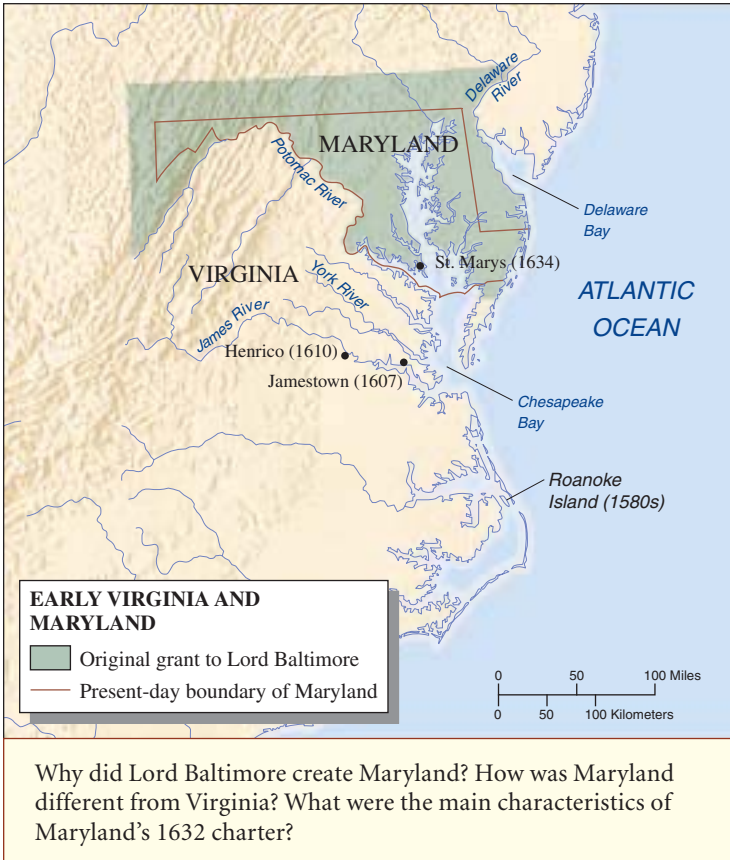 Delaware
River
MARYLAND
Potomac River
Delaware
Bay
St. Marys (1634)
VIRGINIA
York River
ATLANTIC
OCEAN
James River
Henrico (1610)
Jamestown (1607)
Chesapeake
Bay
Roanoke
Island (1580s)
EARLY VIRGINIA AND
MARYLAND
Original grant to Lord Baltimore
Present-day boundary of Maryland
0 50 100 Miles
0 50 100 Kilometers
Why did Lord Baltimore create Maryland? How was Maryland
different from Virginia? What were the main characteristics of
Maryland's 1632 charter?